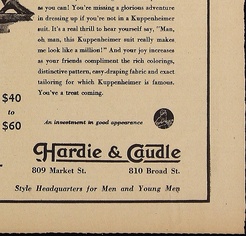 as you can! You're missing a glorious adventure
in dressing up if you're not in a Kuppenheimer
suit. It's a real thrill to hear yourself say, "Man,
oh man, this Kuppenheimer suit really makes
me look like a million!" And your joy increases
as your friends compliment the rich colorings,
distinctive pattern, easy-draping fabric and exact
tailoring for which Kuppenheimer is famous.
You've a treat coming.
$40
to
$60
An investment in good appearance
Hardie & Caudle
809 Market St. 810 Broad St.
Style Headquarters for Men and Young Men